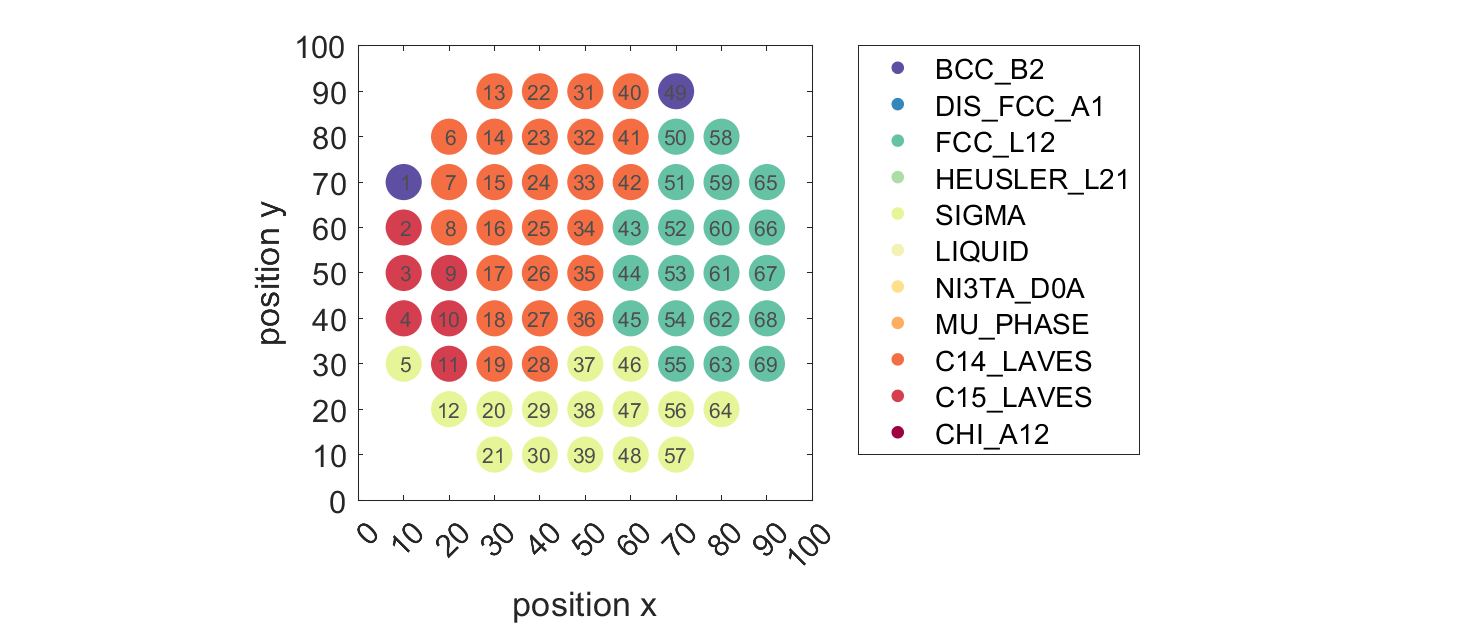 100
BCC_B2
90
13 22 31 40 49
DIS_FCC_A1
80
6 14 23 32 41 50 58
FCC_L12
70
1 7 15 24 33 42 51 59 65
HEUSLER_L21
60
2 8 16 25 34 43 52 60 66
SIGMA
position y
LIQUID
50
3 9 17 26 35 44 53 61 67
NI3TA_D0A
40
4 10 18 27 36 45 54 62 68
MU_PHASE
30
5 11 19 28 37 46 55 63 69
C14_LAVES
20
12 20 29 38 47 56 64
C15_LAVES
10
21 30 39 48 57
CHI_A12
0
0 10 20 30 40 50 60 70 80 90 100
position x